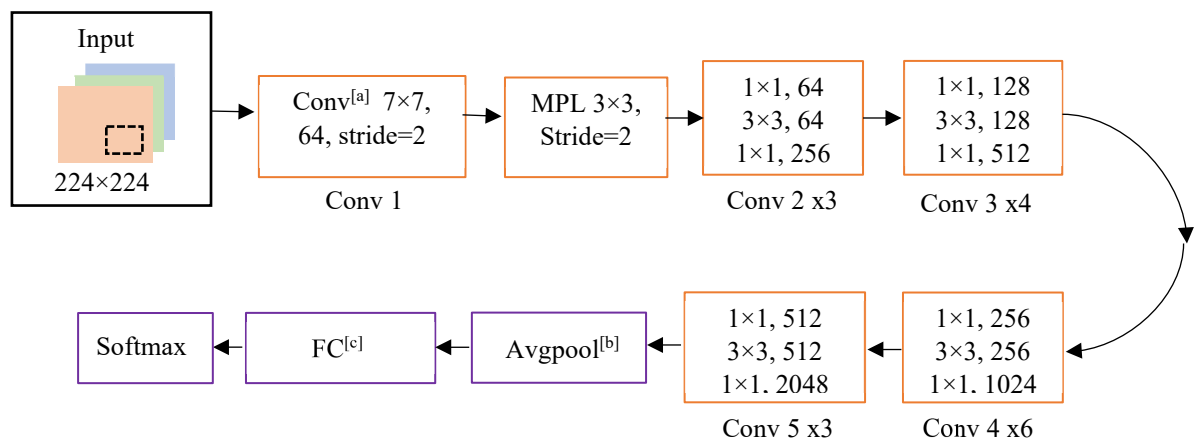 Input
224×224
Conv[a] 7×7,
64, stride=2
Conv 1
MPL 3×3,
Stride=2
1×1, 64
3×3, 64
1×1, 256
Conv 2 x3
1×1, 128
3×3, 128
1×1, 512
Conv 3 x4
1×1, 256
3×3, 256
1×1, 1024
Conv 4 x6
1×1, 512
3×3, 512
1×1, 2048
Conv 5 x3
Avgpool[b]
FC[c]
Softmax